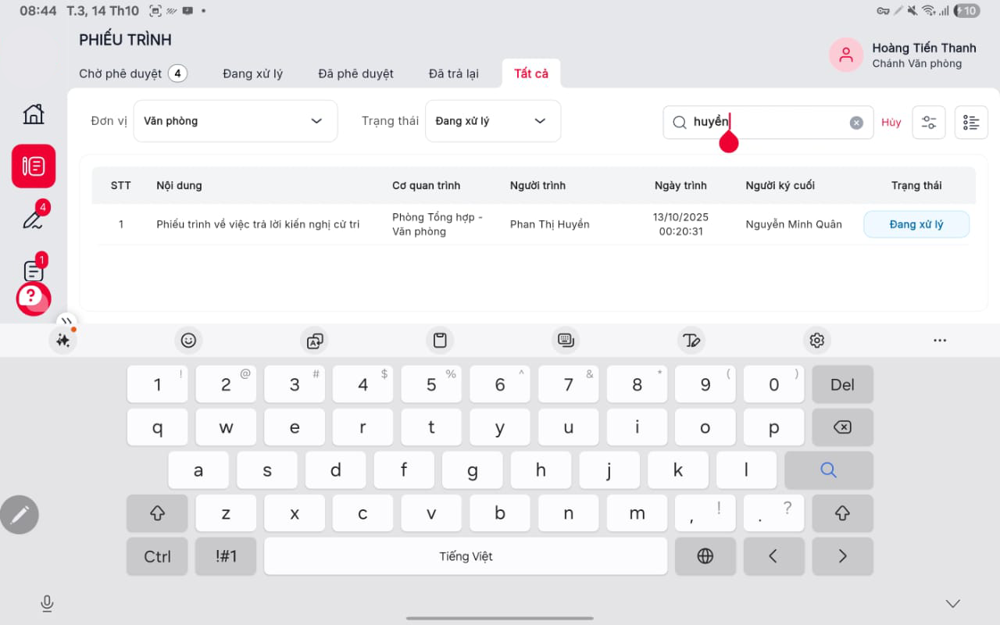 08:44 T.3, 14 Th10
10
PHIẾU TRÌNH
Hoàng Tiến Thanh
Chánh Văn phòng
Chờ phê duyệt 4 Đang xử lý Đã phê duyệt Đã trả lại Tất cả
Đơn vị Văn phòng Trạng thái Đang xử lý huyền Hủy
STT Nội dung Cơ quan trình Người trình Ngày trình Người ký cuối Trạng thái
1 Phiếu trình về việc trả lời kiến nghị cử tri Phòng Tổng hợp - Văn phòng Phan Thị Huyền 13/10/2025 00:20:31 Nguyễn Minh Quân Đang xử lý
4
1
?
1 ! 2 @ 3 # 4 $ 5 % 6 ^ 7 & 8 * 9 ( 0 ) Del
q w e r t y u i o p
a s d f g h j k l
z x c v b n m , ! . ?
Ctrl !#1 Tiếng Việt